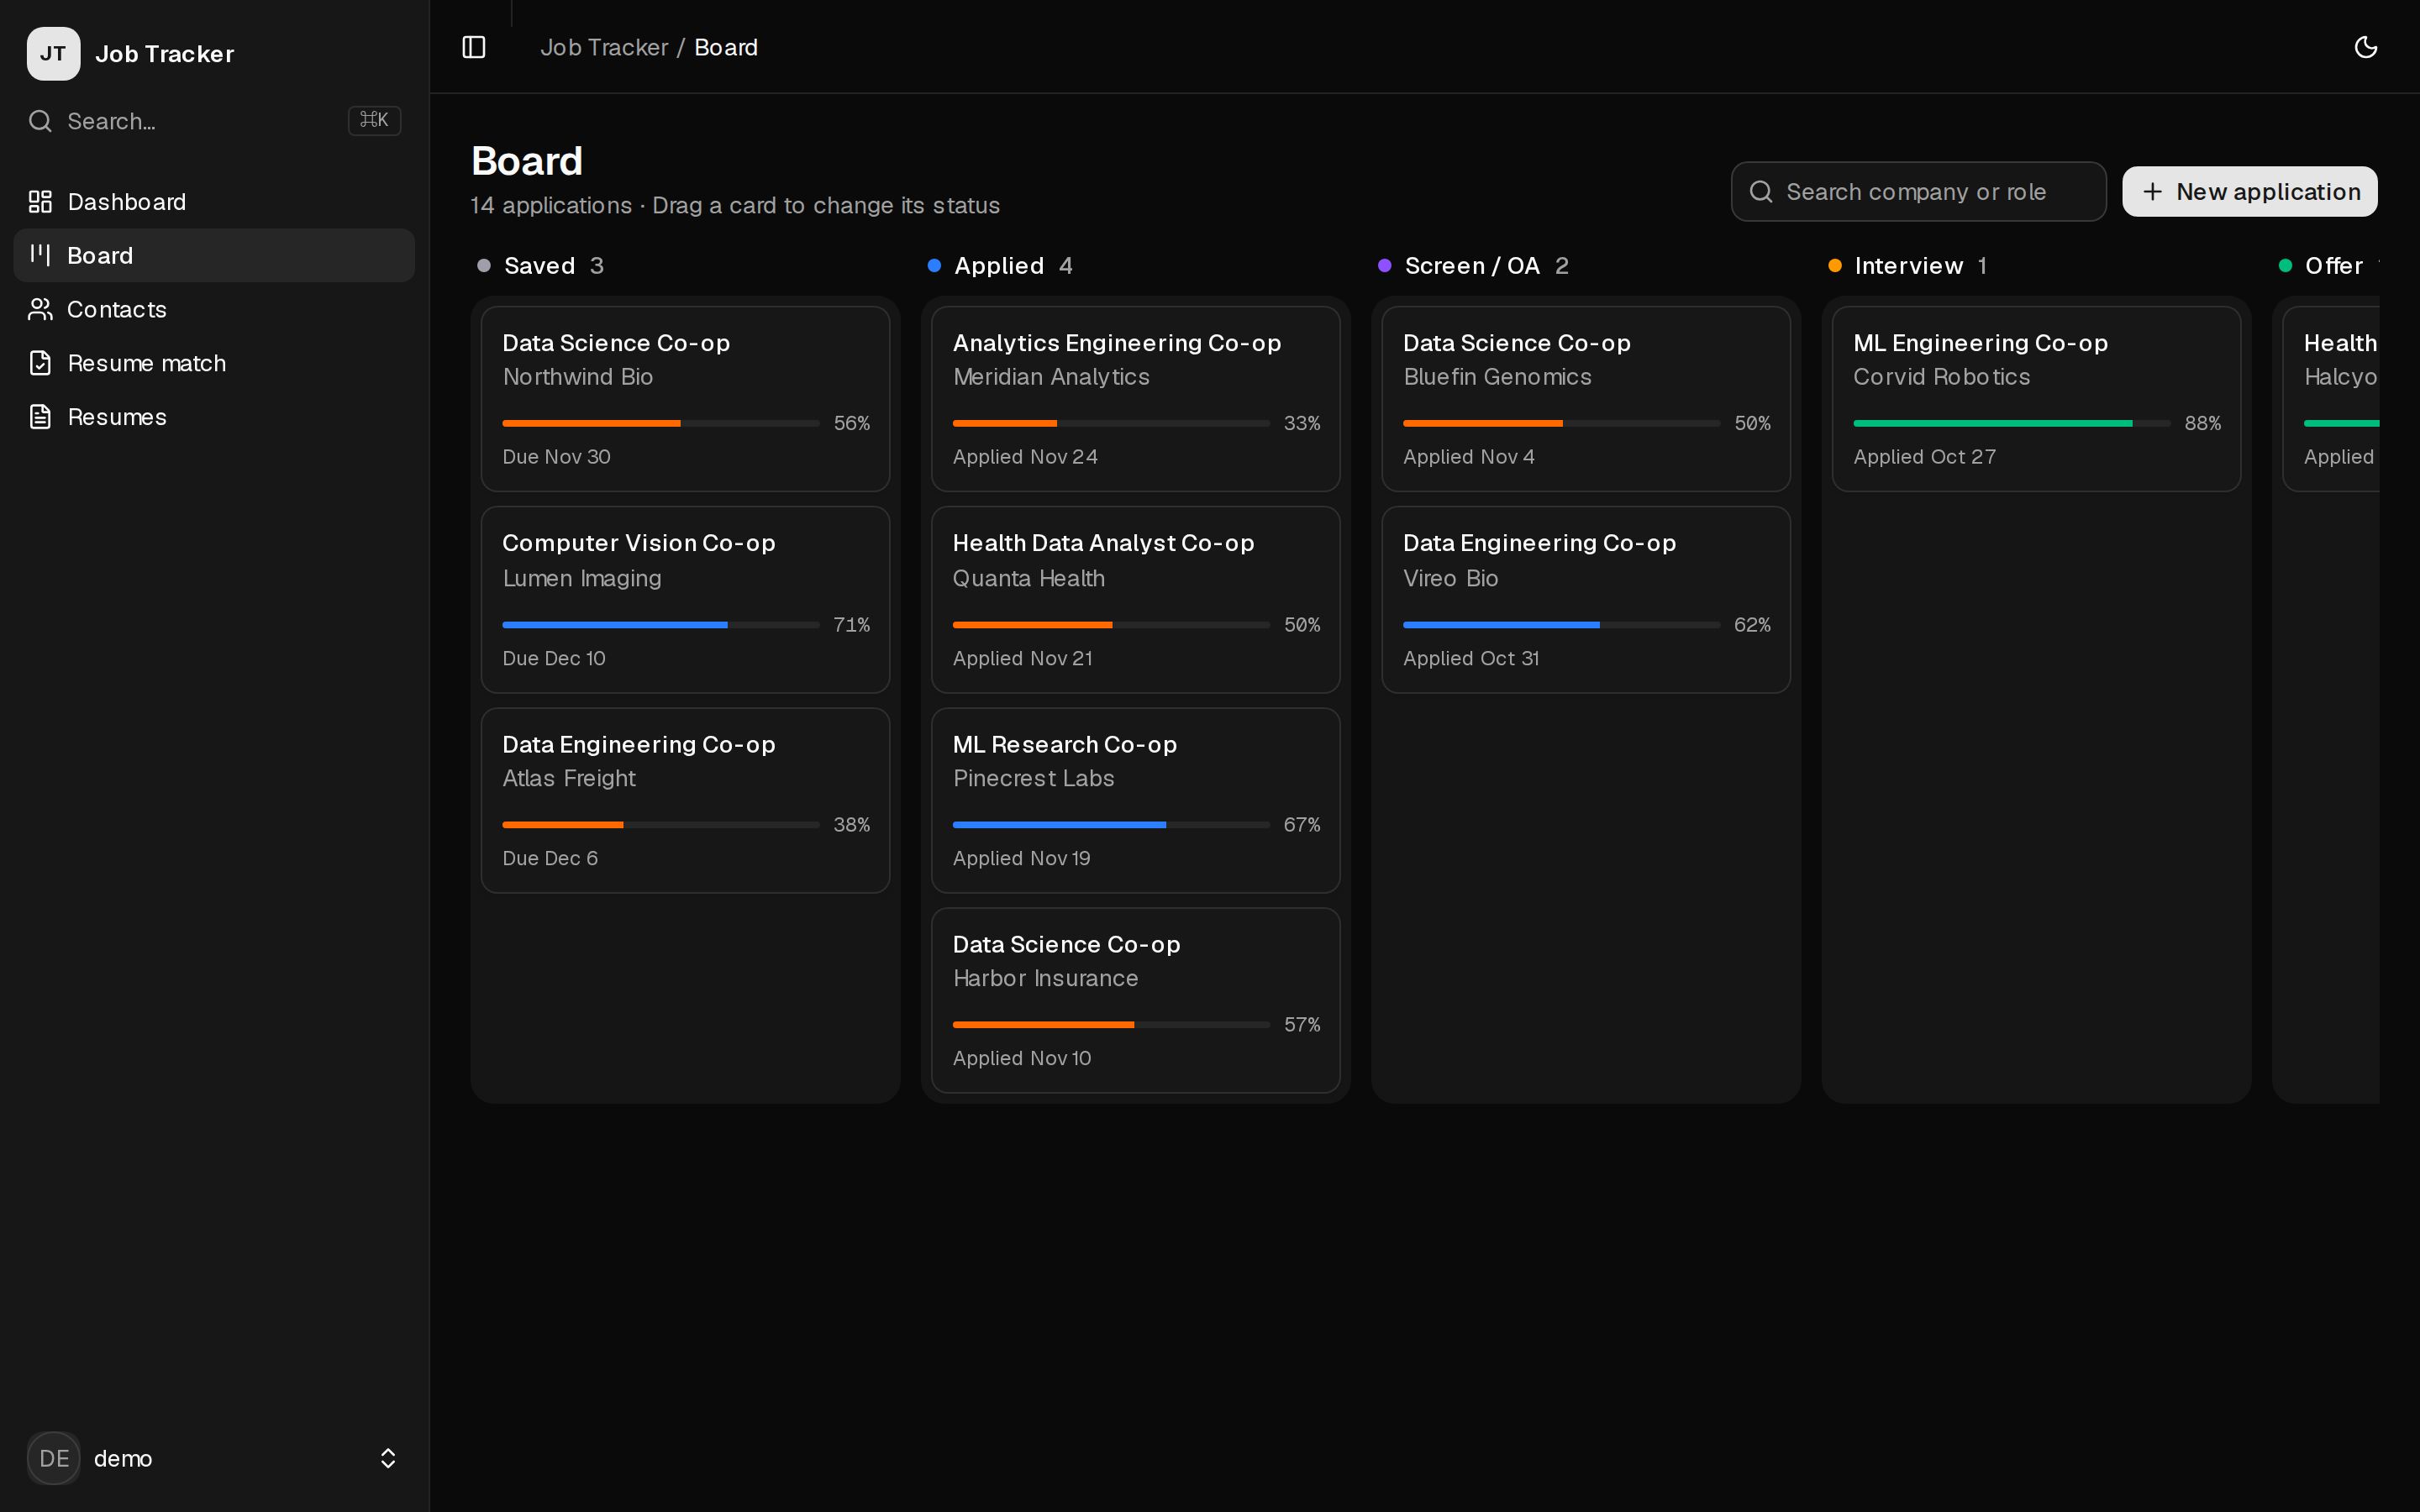 JT Job Tracker
Search... ⌘K
Dashboard
Board
Contacts
Resume match
Resumes
DE demo
Job Tracker / Board
Board
14 applications · Drag a card to change its status
Search company or role
New application
Saved 3
Data Science Co-op
Northwind Bio
56%
Due Nov 30
Computer Vision Co-op
Lumen Imaging
71%
Due Dec 10
Data Engineering Co-op
Atlas Freight
38%
Due Dec 6
Applied 4
Analytics Engineering Co-op
Meridian Analytics
33%
Applied Nov 24
Health Data Analyst Co-op
Quanta Health
50%
Applied Nov 21
ML Research Co-op
Pinecrest Labs
67%
Applied Nov 19
Data Science Co-op
Harbor Insurance
57%
Applied Nov 10
Screen / OA 2
Data Science Co-op
Bluefin Genomics
50%
Applied Nov 4
Data Engineering Co-op
Vireo Bio
62%
Applied Oct 31
Interview 1
ML Engineering Co-op
Corvid Robotics
88%
Applied Oct 27
Offer
Health
Halcyo
Applied